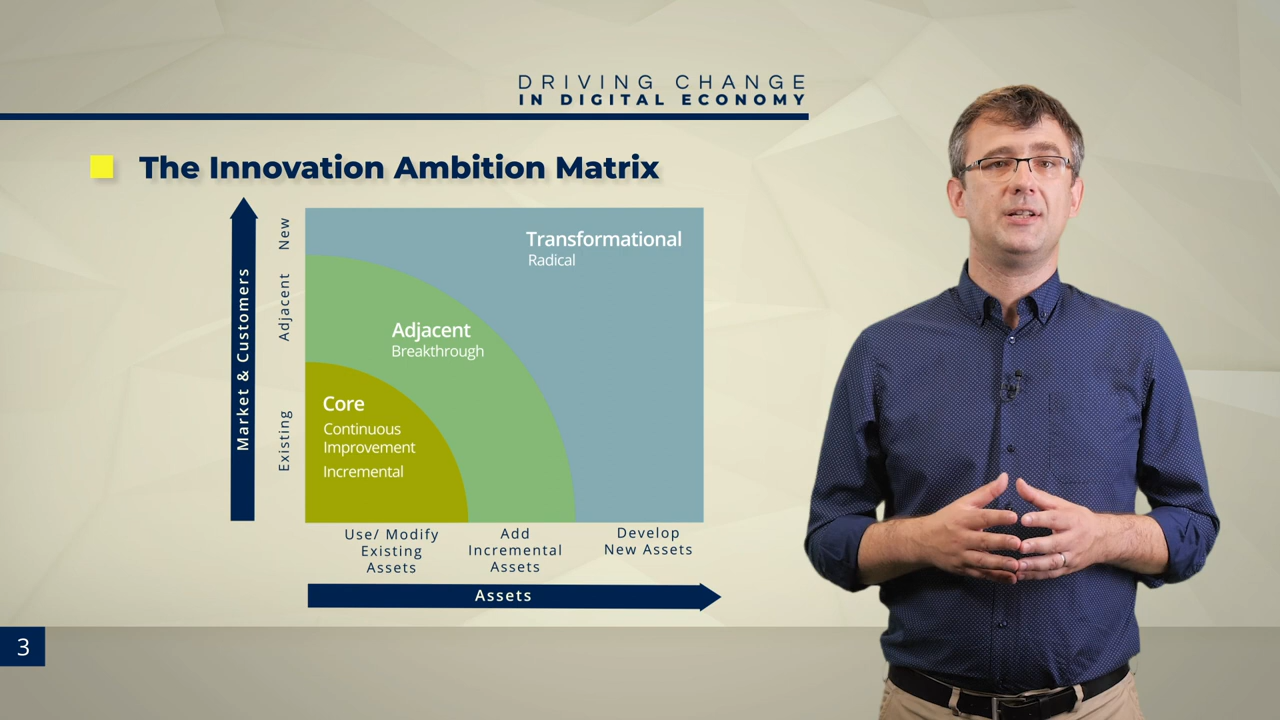 DRIVING CHANGE
IN DIGITAL ECONOMY
The Innovation Ambition Matrix
Market & Customers
New
Adjacent
Existing
Transformational
Radical
Adjacent
Breakthrough
Core
Continuous
Improvement
Incremental
Use/ Modify
Existing
Assets
Add
Incremental
Assets
Develop
New Assets
Assets
3